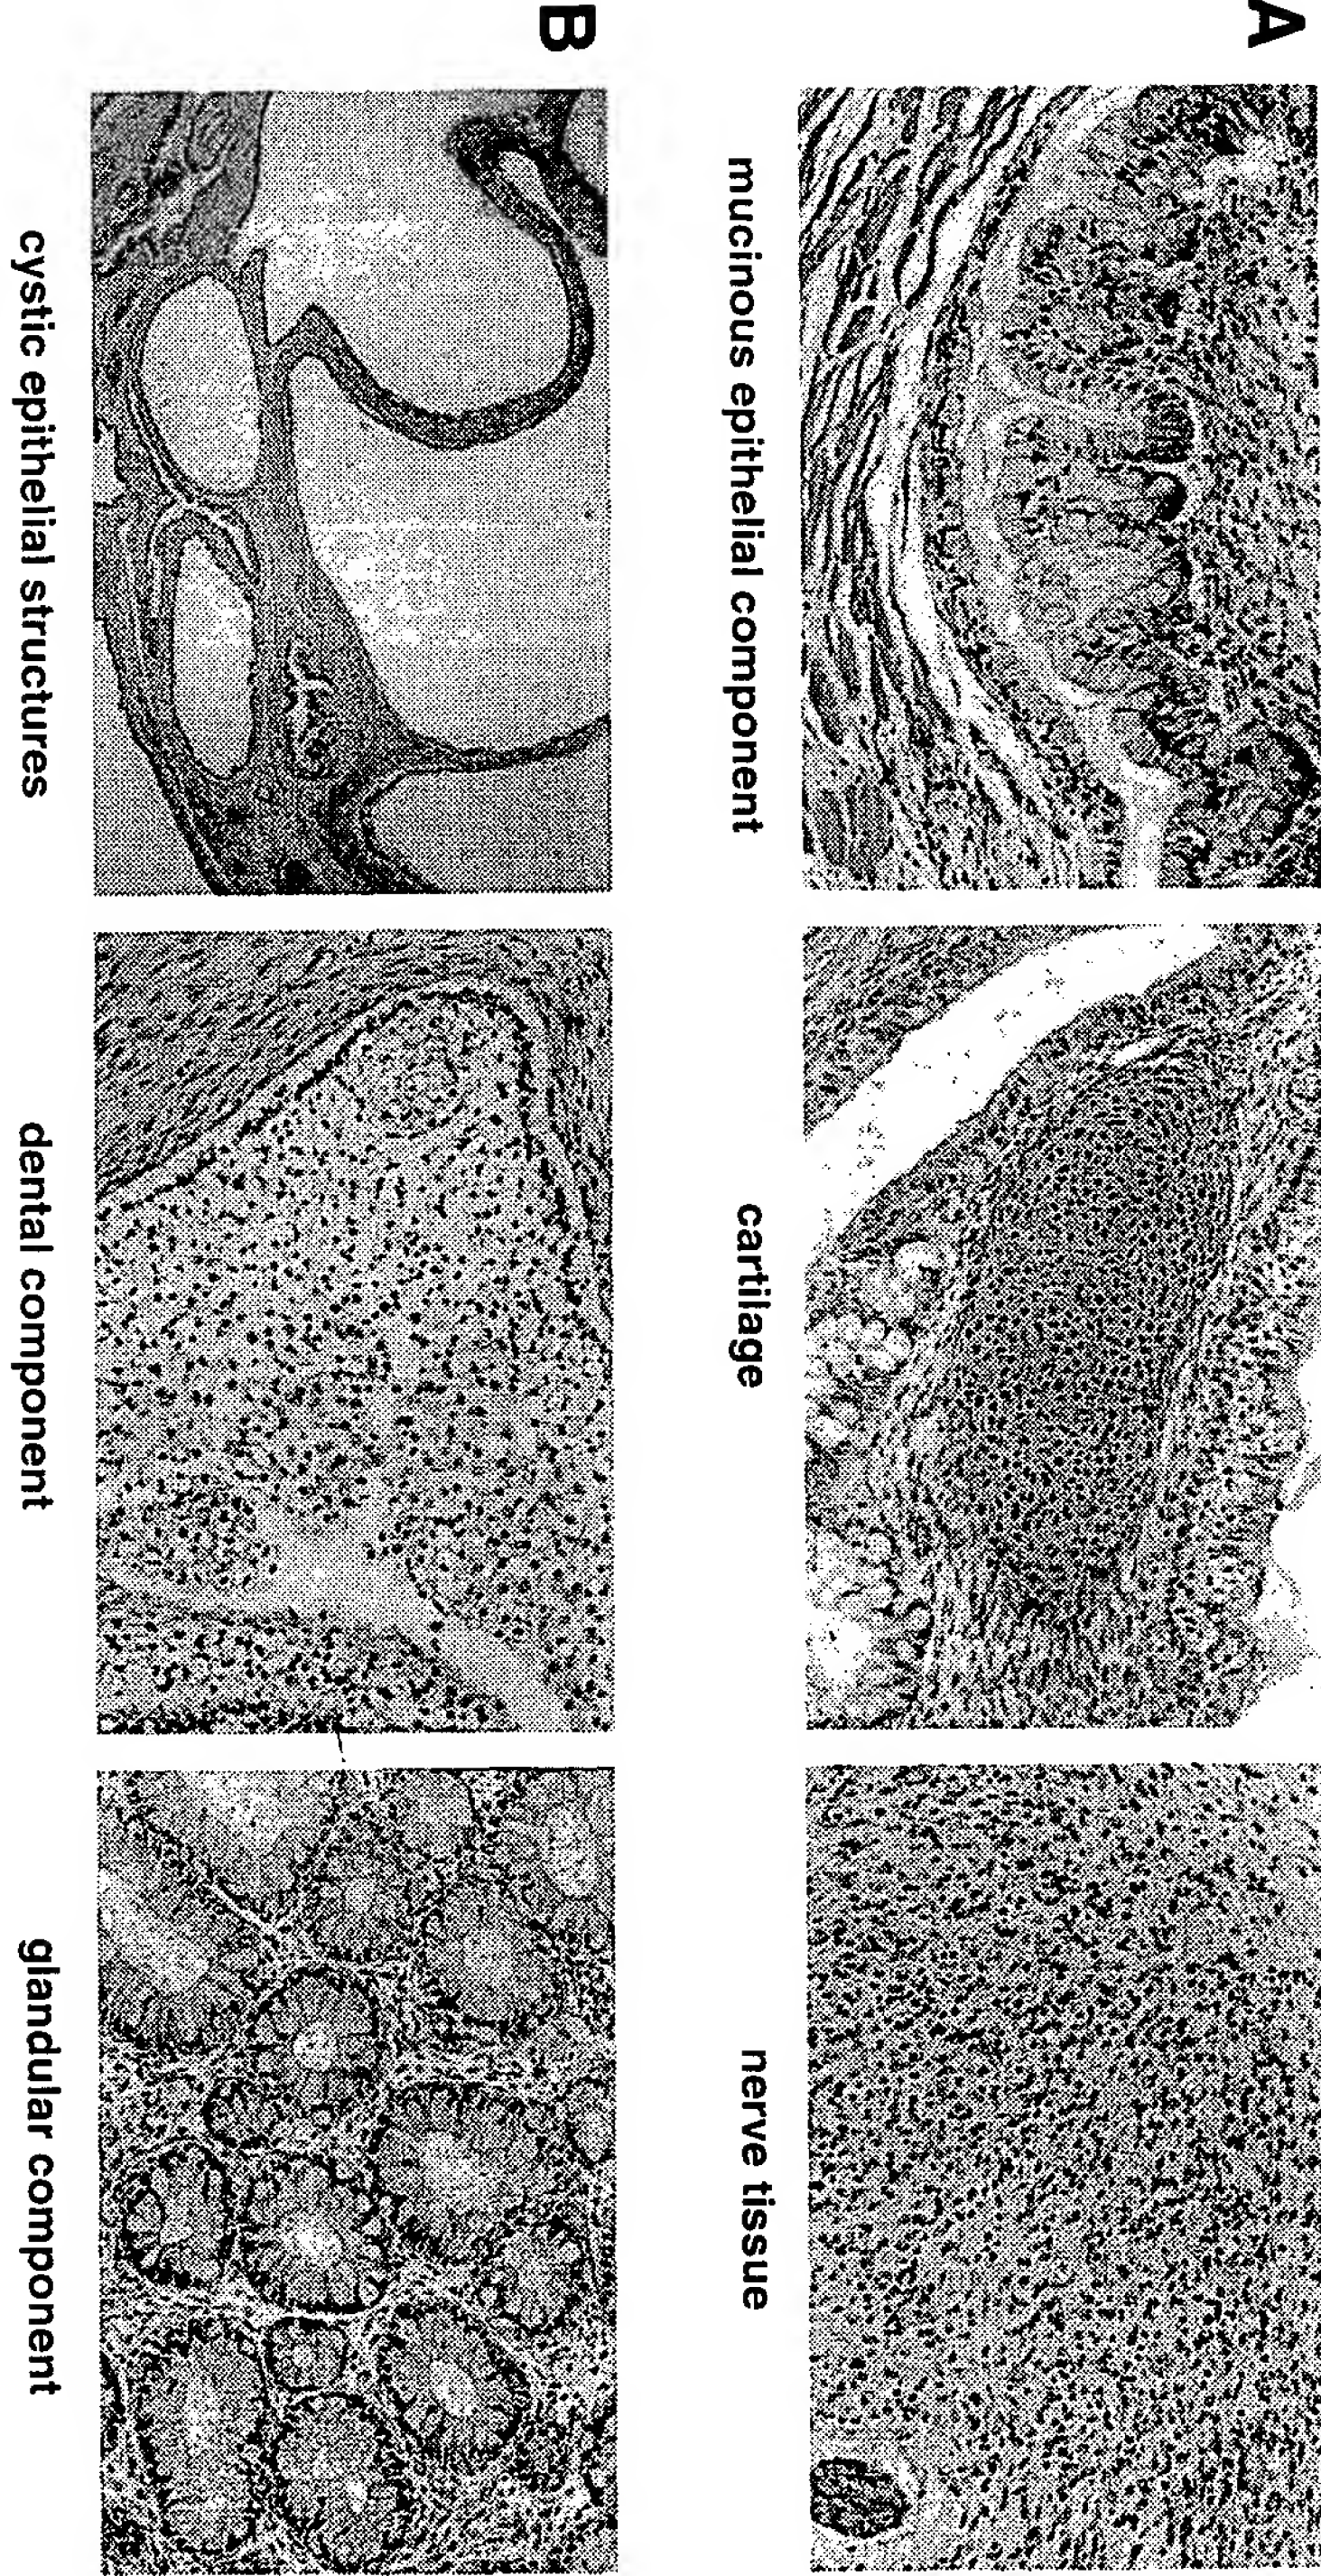 A
mucinous epithelial component
cartilage
nerve tissue
B
cystic epithelial structures
dental component
glandular component